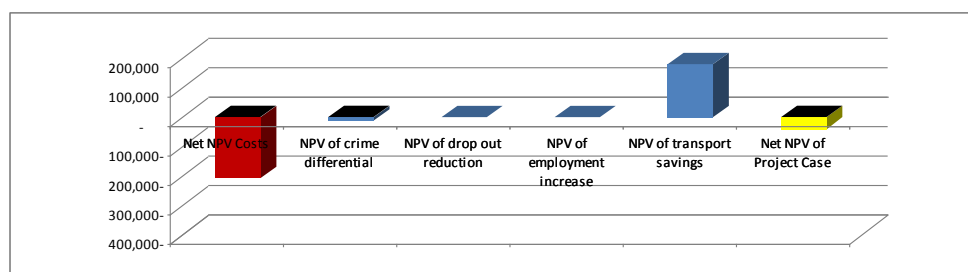 200,000
100,000
-
100,000-
200,000-
300,000-
400,000-
Net NPV Costs
NPV of crime
differential
NPV of drop out
reduction
NPV of
employment
increase
NPV of transport
savings
Net NPV of
Project Case